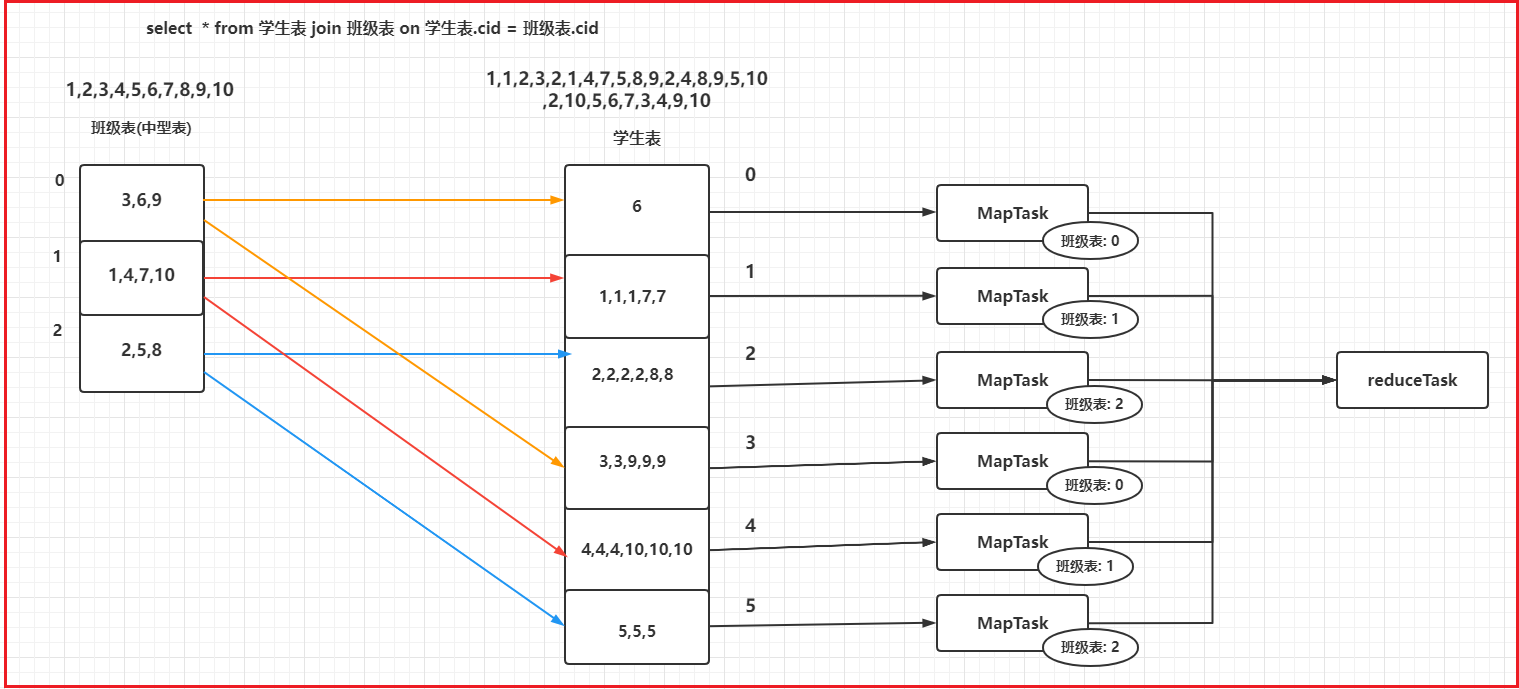 select * from 学生表 join 班级表 on 学生表.cid = 班级表.cid
1,2,3,4,5,6,7,8,9,10
班级表(中型表)
1,1,2,3,2,1,4,7,5,8,9,2,4,8,9,5,10
,2,10,5,6,7,3,4,9,10
学生表
0
3,6,9
1
1,4,7,10
2
2,5,8
6
0
1,1,1,7,7
1
2,2,2,2,8,8
2
3,3,9,9,9
3
4,4,4,10,10,10
4
5,5,5
5
MapTask
班级表: 0
MapTask
班级表: 1
MapTask
班级表: 2
MapTask
班级表: 0
MapTask
班级表: 1
MapTask
班级表: 2
reduceTask